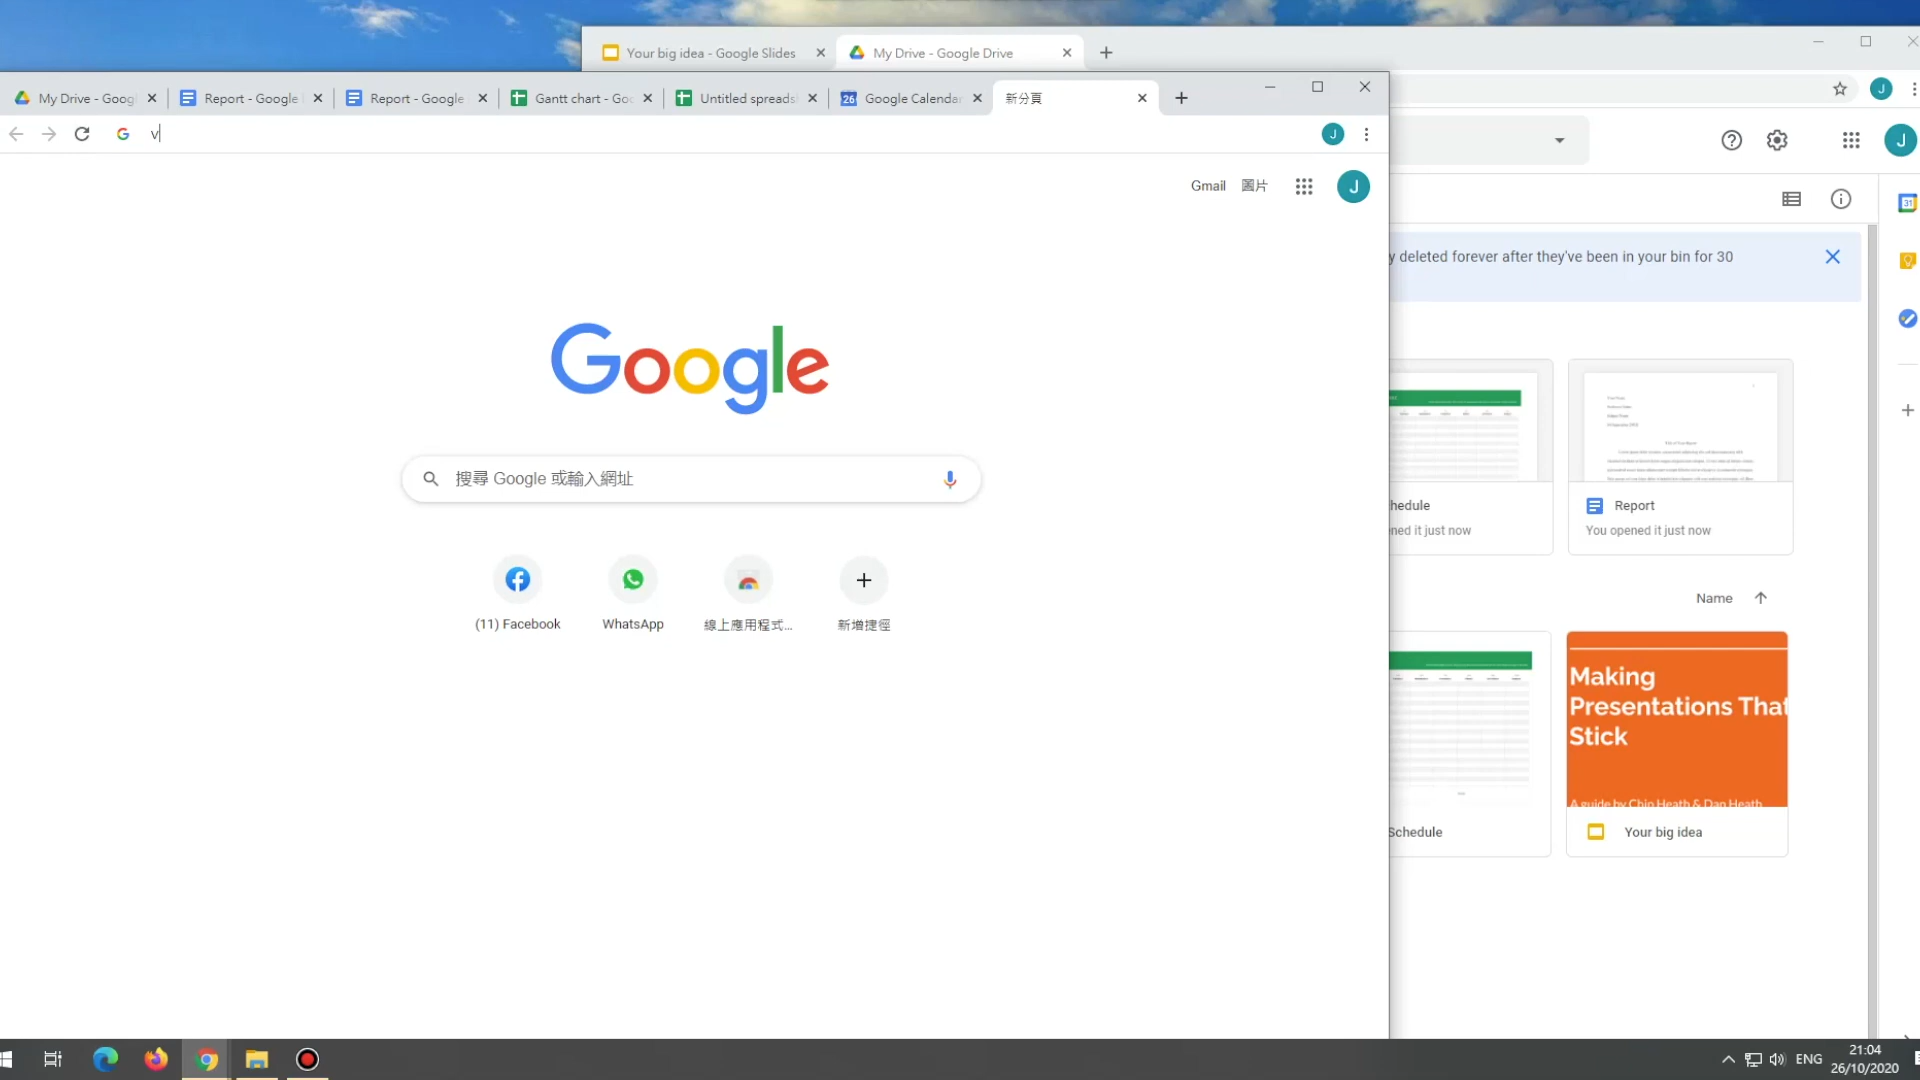 Your big idea - Google Slides
My Drive - Google Drive
My Drive - Goog
Report - Google
Report - Google
Gantt chart - Goo
Untitled spreads
Google Calendar
新分頁
v
Gmail
圖片
Google
搜尋 Google 或輸入網址
(11) Facebook
WhatsApp
線上應用程式...
新增捷徑
J
J
J
J
y deleted forever after they've been in your bin for 30
hedule
ned it just now
Report
You opened it just now
Name
Making
Presentations That
Stick
A guide by Chip Heath & Dan Heath
Schedule
Your big idea
26
31
ENG
21:04
26/10/2020